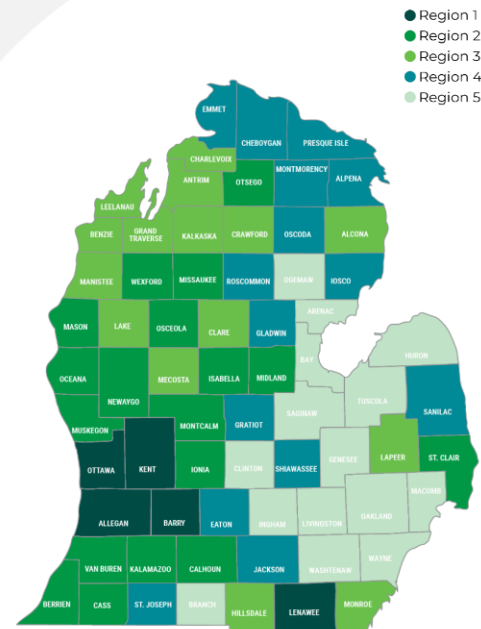 Region 1
Region 2
Region 3
Region 4
Region 5
EMMET
CHEBOYGAN
PRESQUE ISLE
CHARLEVOIX
ANTRIM
OTSEGO
MONTMORENCY
ALPENA
LEELANAU
BENZIE
GRAND
TRAVERSE
KALKASKA
CRAWFORD
OSCODA
ALCONA
MANISTEE
WEXFORD
MISSAUKEE
ROSCOMMON
OGEMAW
IOSCO
ARENAC
MASON
LAKE
OSCEOLA
CLARE
GLADWIN
HURON
BAY
OCEANA
NEWAYGO
MECOSTA
ISABELLA
MIDLAND
TUSCOLA
SANILAC
SAGINAW
MUSKEGON
MONTCALM
GRATIOT
OTTAWA
KENT
IONIA
CLINTON
SHIAWASSEE
GENESEE
LAPEER
ST. CLAIR
MACOMB
ALLEGAN
BARRY
EATON
INGHAM
LIVINGSTON
OAKLAND
VAN BUREN
KALAMAZOO
CALHOUN
JACKSON
WASHTENAW
WAYNE
BERRIEN
CASS
ST. JOSEPH
BRANCH
HILLSDALE
LENAWEE
MONROE